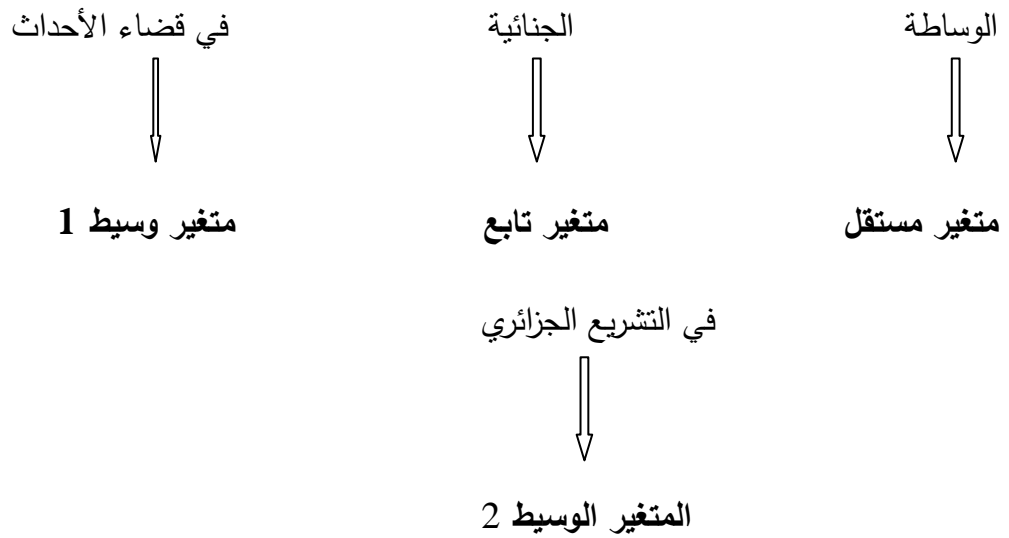 الوساطة الجنائية في قضاء الأحداث
متغير مستقل متغير تابع متغير وسيط 1
في التشريع الجزائري
المتغير الوسيط 2